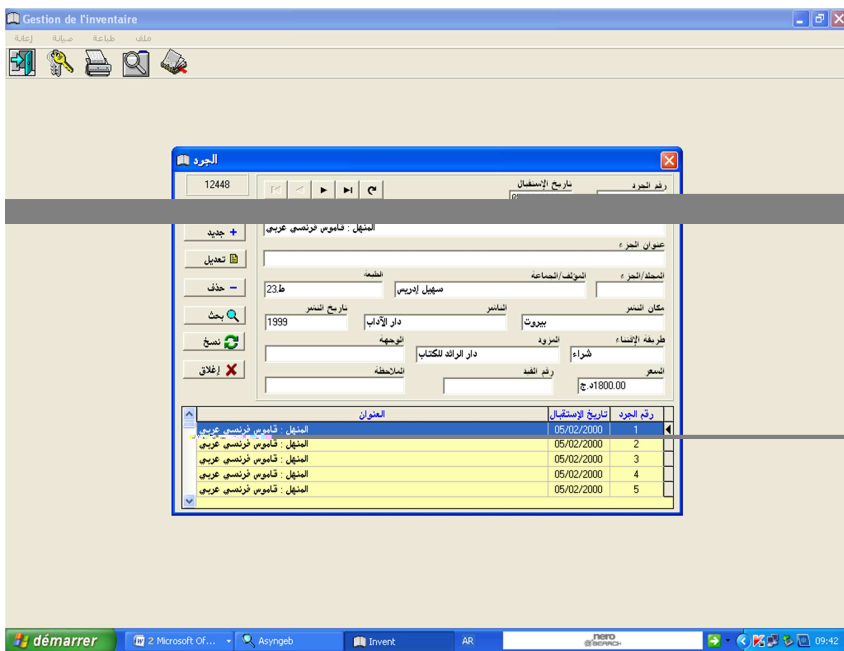 Gestion de l'inventaire
ملف طباعة صيانة إعانة
الجرد
12448
رقم الجرد تاريخ الإستقبال
المنهل : قاموس فرنسي عربي
جديد
عنوان الجزء
تعديل
المجلد/الجزء المؤلف/الجماعة الطبعة
سهيل إدريس ط.23
حذف
مكان النشر الناشر تاريخ النشر
بيروت دار الآداب 1999
بحث
طريقة الإقتناء المزود الوجهة
شراء دار الرائد للكتاب
نسخ
السعر رقم القيد الملاحظة
1800.00د.ج
إغلاق
رقم الجرد تاريخ الإستقبال العنوان
1 05/02/2000 المنهل : قاموس فرنسي عربي
2 05/02/2000 المنهل : قاموس فرنسي عربي
3 05/02/2000 المنهل : قاموس فرنسي عربي
4 05/02/2000 المنهل : قاموس فرنسي عربي
5 05/02/2000 المنهل : قاموس فرنسي عربي
démarrer 2 Microsoft Of... Asyngeb Invent AR nero SEARCH 09:42